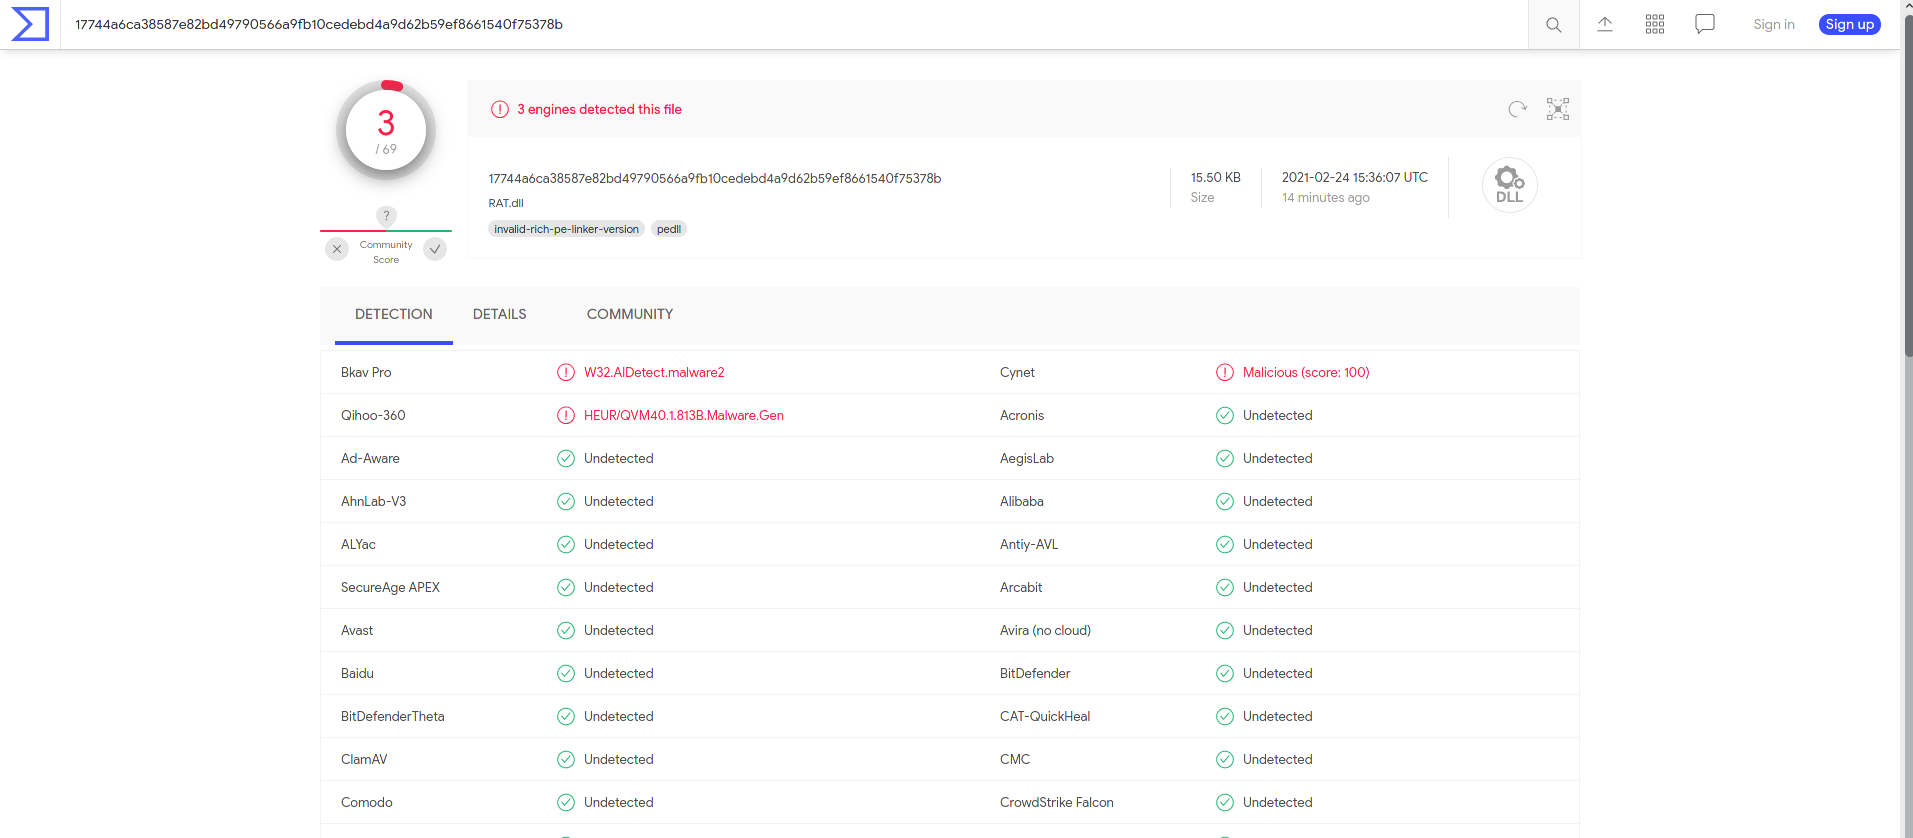 17744a6ca38587e82bd49790566a9fb10cedebd4a9d62b59ef8661540f75378b
Sign in
Sign up
3
/ 69
3 engines detected this file
17744a6ca38587e82bd49790566a9fb10cedebd4a9d62b59ef8661540f75378b
RAT.dll
invalid-rich-pe-linker-version pedll
15.50 KB
Size
2021-02-24 15:36:07 UTC
14 minutes ago
DLL
?
Community
Score
DETECTION DETAILS COMMUNITY
Bkav Pro W32.AIDetect.malware2 Cynet Malicious (score: 100)
Qihoo-360 HEUR/QVM40.1.813B.Malware.Gen Acronis Undetected
Ad-Aware Undetected AegisLab Undetected
AhnLab-V3 Undetected Alibaba Undetected
ALYac Undetected Antiy-AVL Undetected
SecureAge APEX Undetected Arcabit Undetected
Avast Undetected Avira (no cloud) Undetected
Baidu Undetected BitDefender Undetected
BitDefenderTheta Undetected CAT-QuickHeal Undetected
ClamAV Undetected CMC Undetected
Comodo Undetected CrowdStrike Falcon Undetected